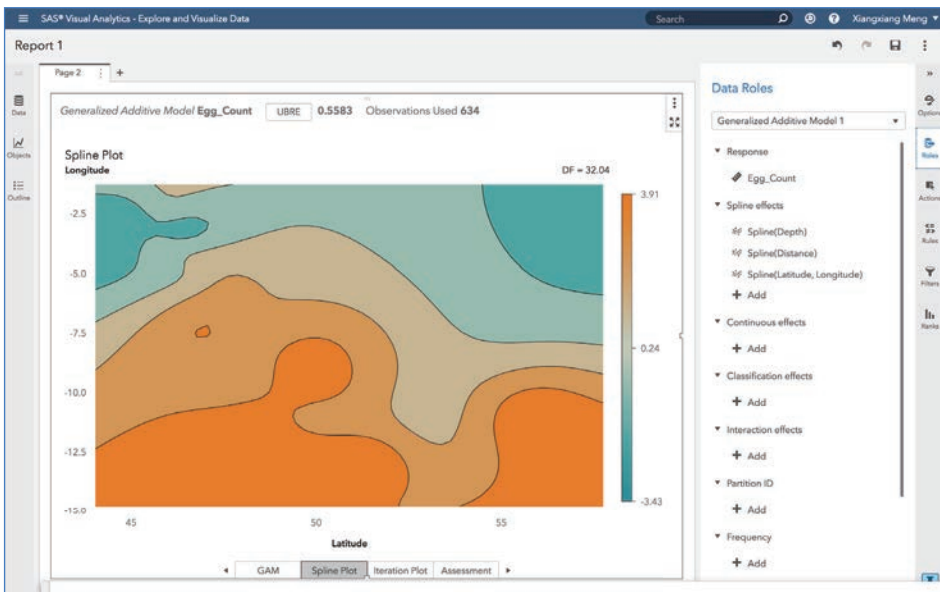 SAS® Visual Analytics - Explore and Visualize Data
Search
Xiangxiang Meng
Report 1
Page 2
Data
Objects
Outline
Generalized Additive Model Egg_Count UBRE 0.5583 Observations Used 634
Spline Plot
Longitude
DF = 32.04
-2.5
-5.0
-7.5
-10.0
-12.5
-15.0
45 50 55
Latitude
3.91
0.24
-3.43
GAM Spline Plot Iteration Plot Assessment
Data Roles
Generalized Additive Model 1
Response
Egg_Count
Spline effects
Spline(Depth)
Spline(Distance)
Spline(Latitude, Longitude)
+ Add
Continuous effects
+ Add
Classification effects
+ Add
Interaction effects
+ Add
Partition ID
+ Add
Frequency
+ Add
Option
Roles
Action
Rules
Filters
Ranks